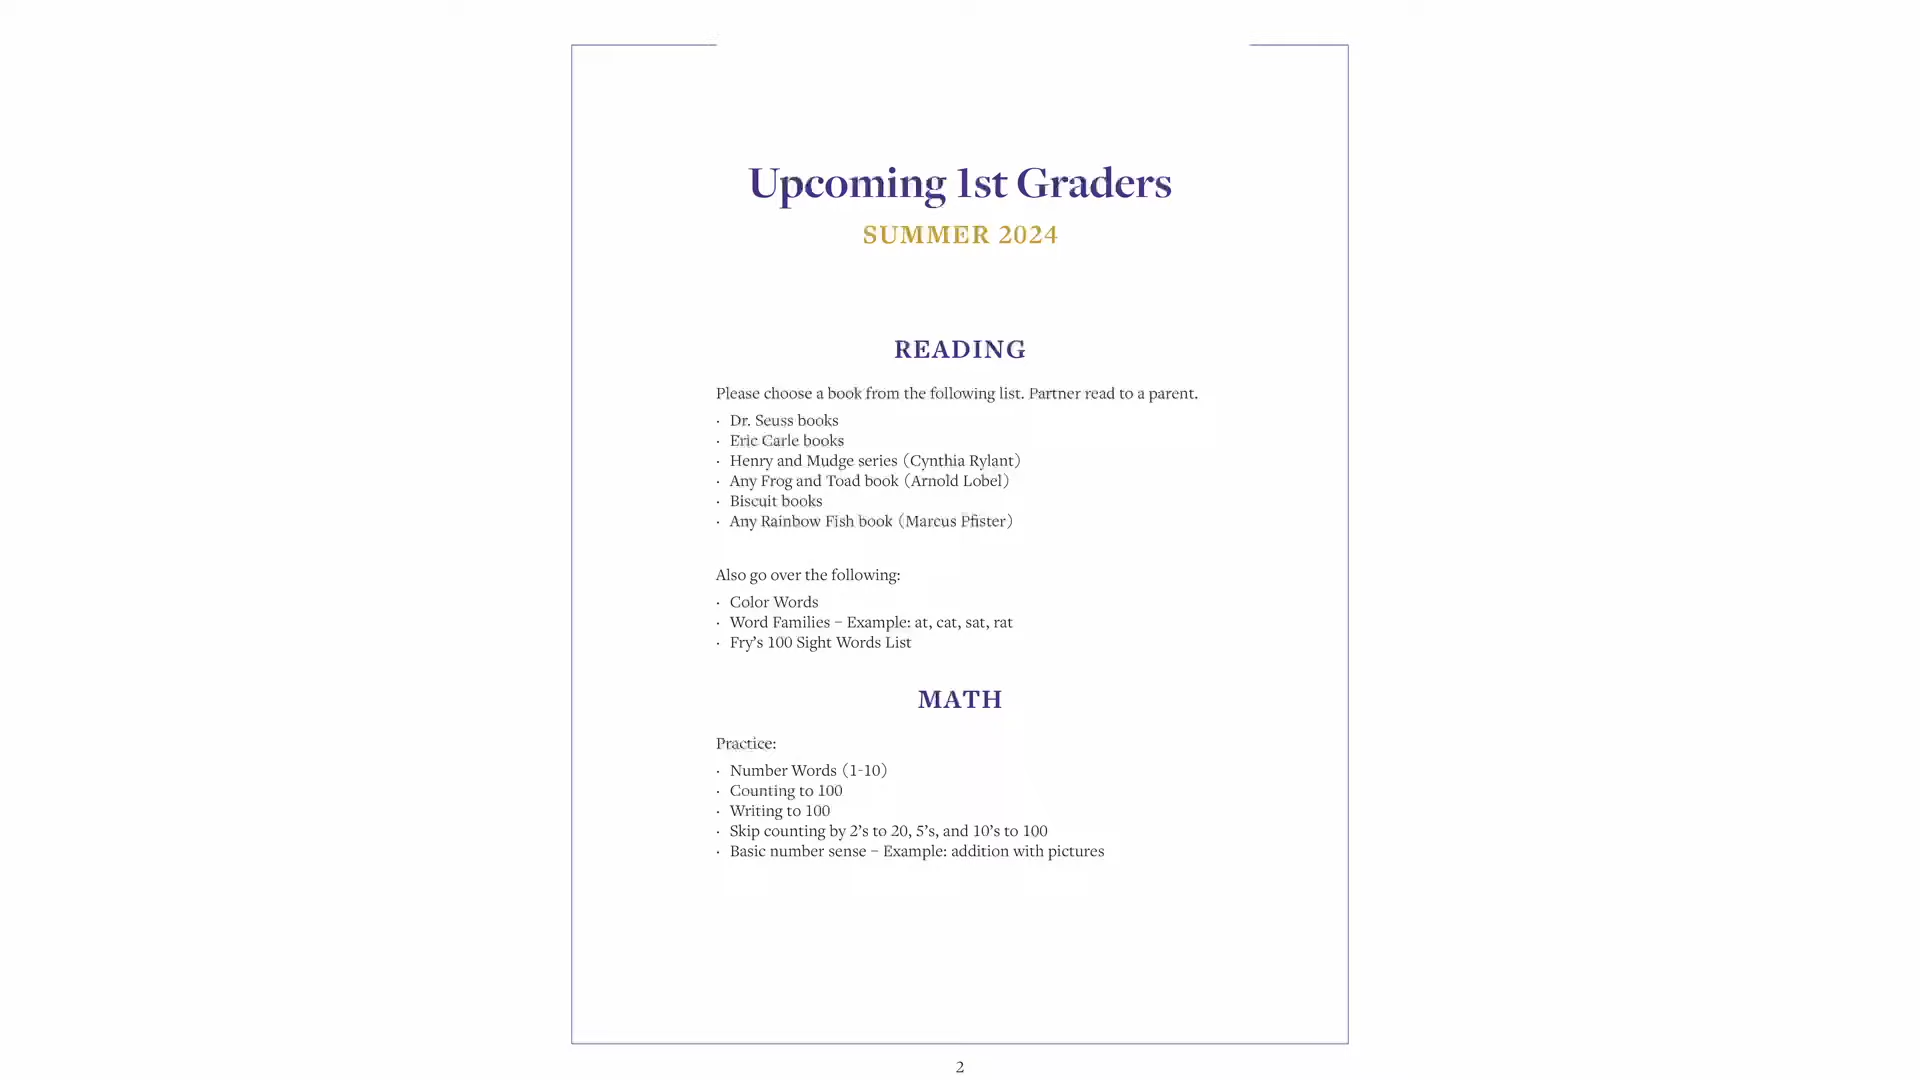 Upcoming 1st Graders
SUMMER 2024
READING
Please choose a book from the following list. Partner read to a parent.
· Dr. Seuss books
· Eric Carle books
· Henry and Mudge series (Cynthia Rylant)
· Any Frog and Toad book (Arnold Lobel)
· Biscuit books
· Any Rainbow Fish book (Marcus Pfister)
Also go over the following:
· Color Words
· Word Families – Example: at, cat, sat, rat
· Fry’s 100 Sight Words List
MATH
Practice:
· Number Words (1-10)
· Counting to 100
· Writing to 100
· Skip counting by 2’s to 20, 5’s, and 10’s to 100
· Basic number sense – Example: addition with pictures
2